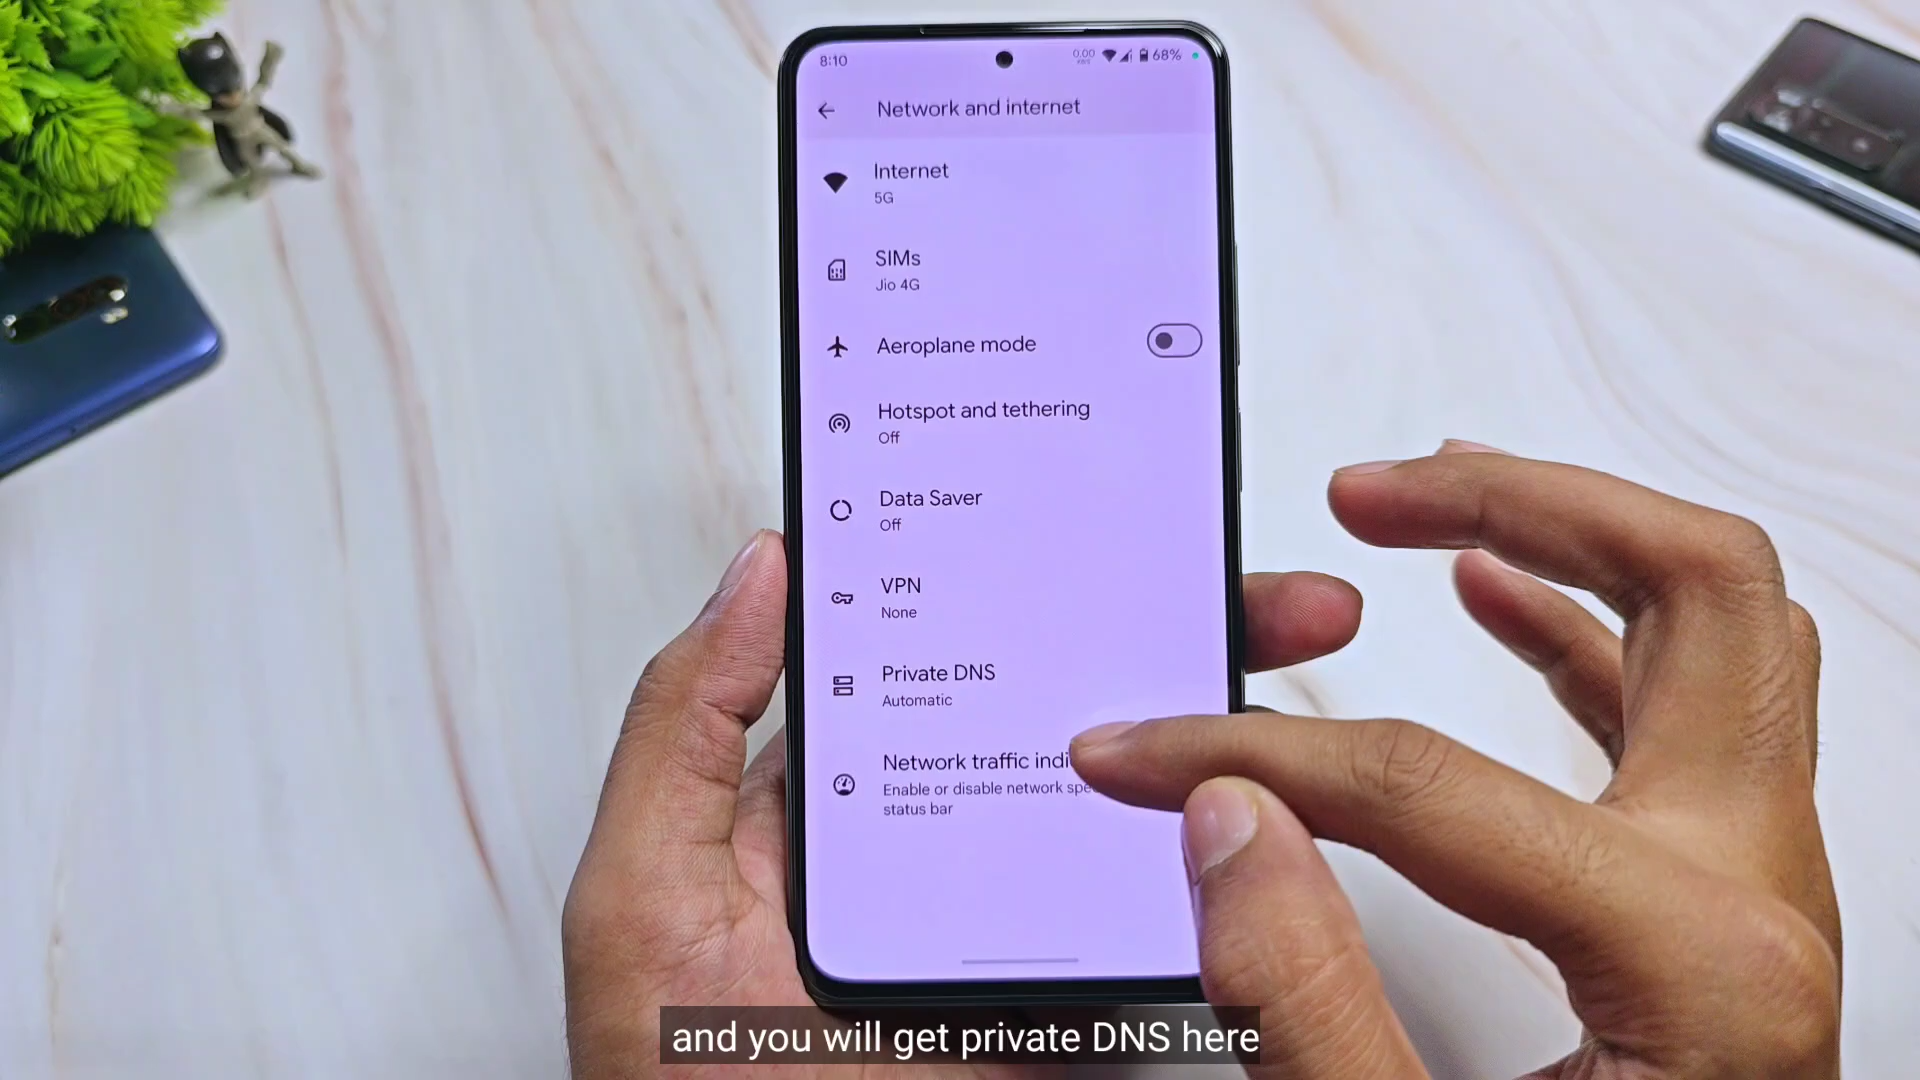 8:10
0.00
68%
Network and internet
Internet
5G
SIMs
Jio 4G
Aeroplane mode
Hotspot and tethering
Off
Data Saver
Off
VPN
None
Private DNS
Automatic
Network traffic indi
Enable or disable network spe
status bar
and you will get private DNS here